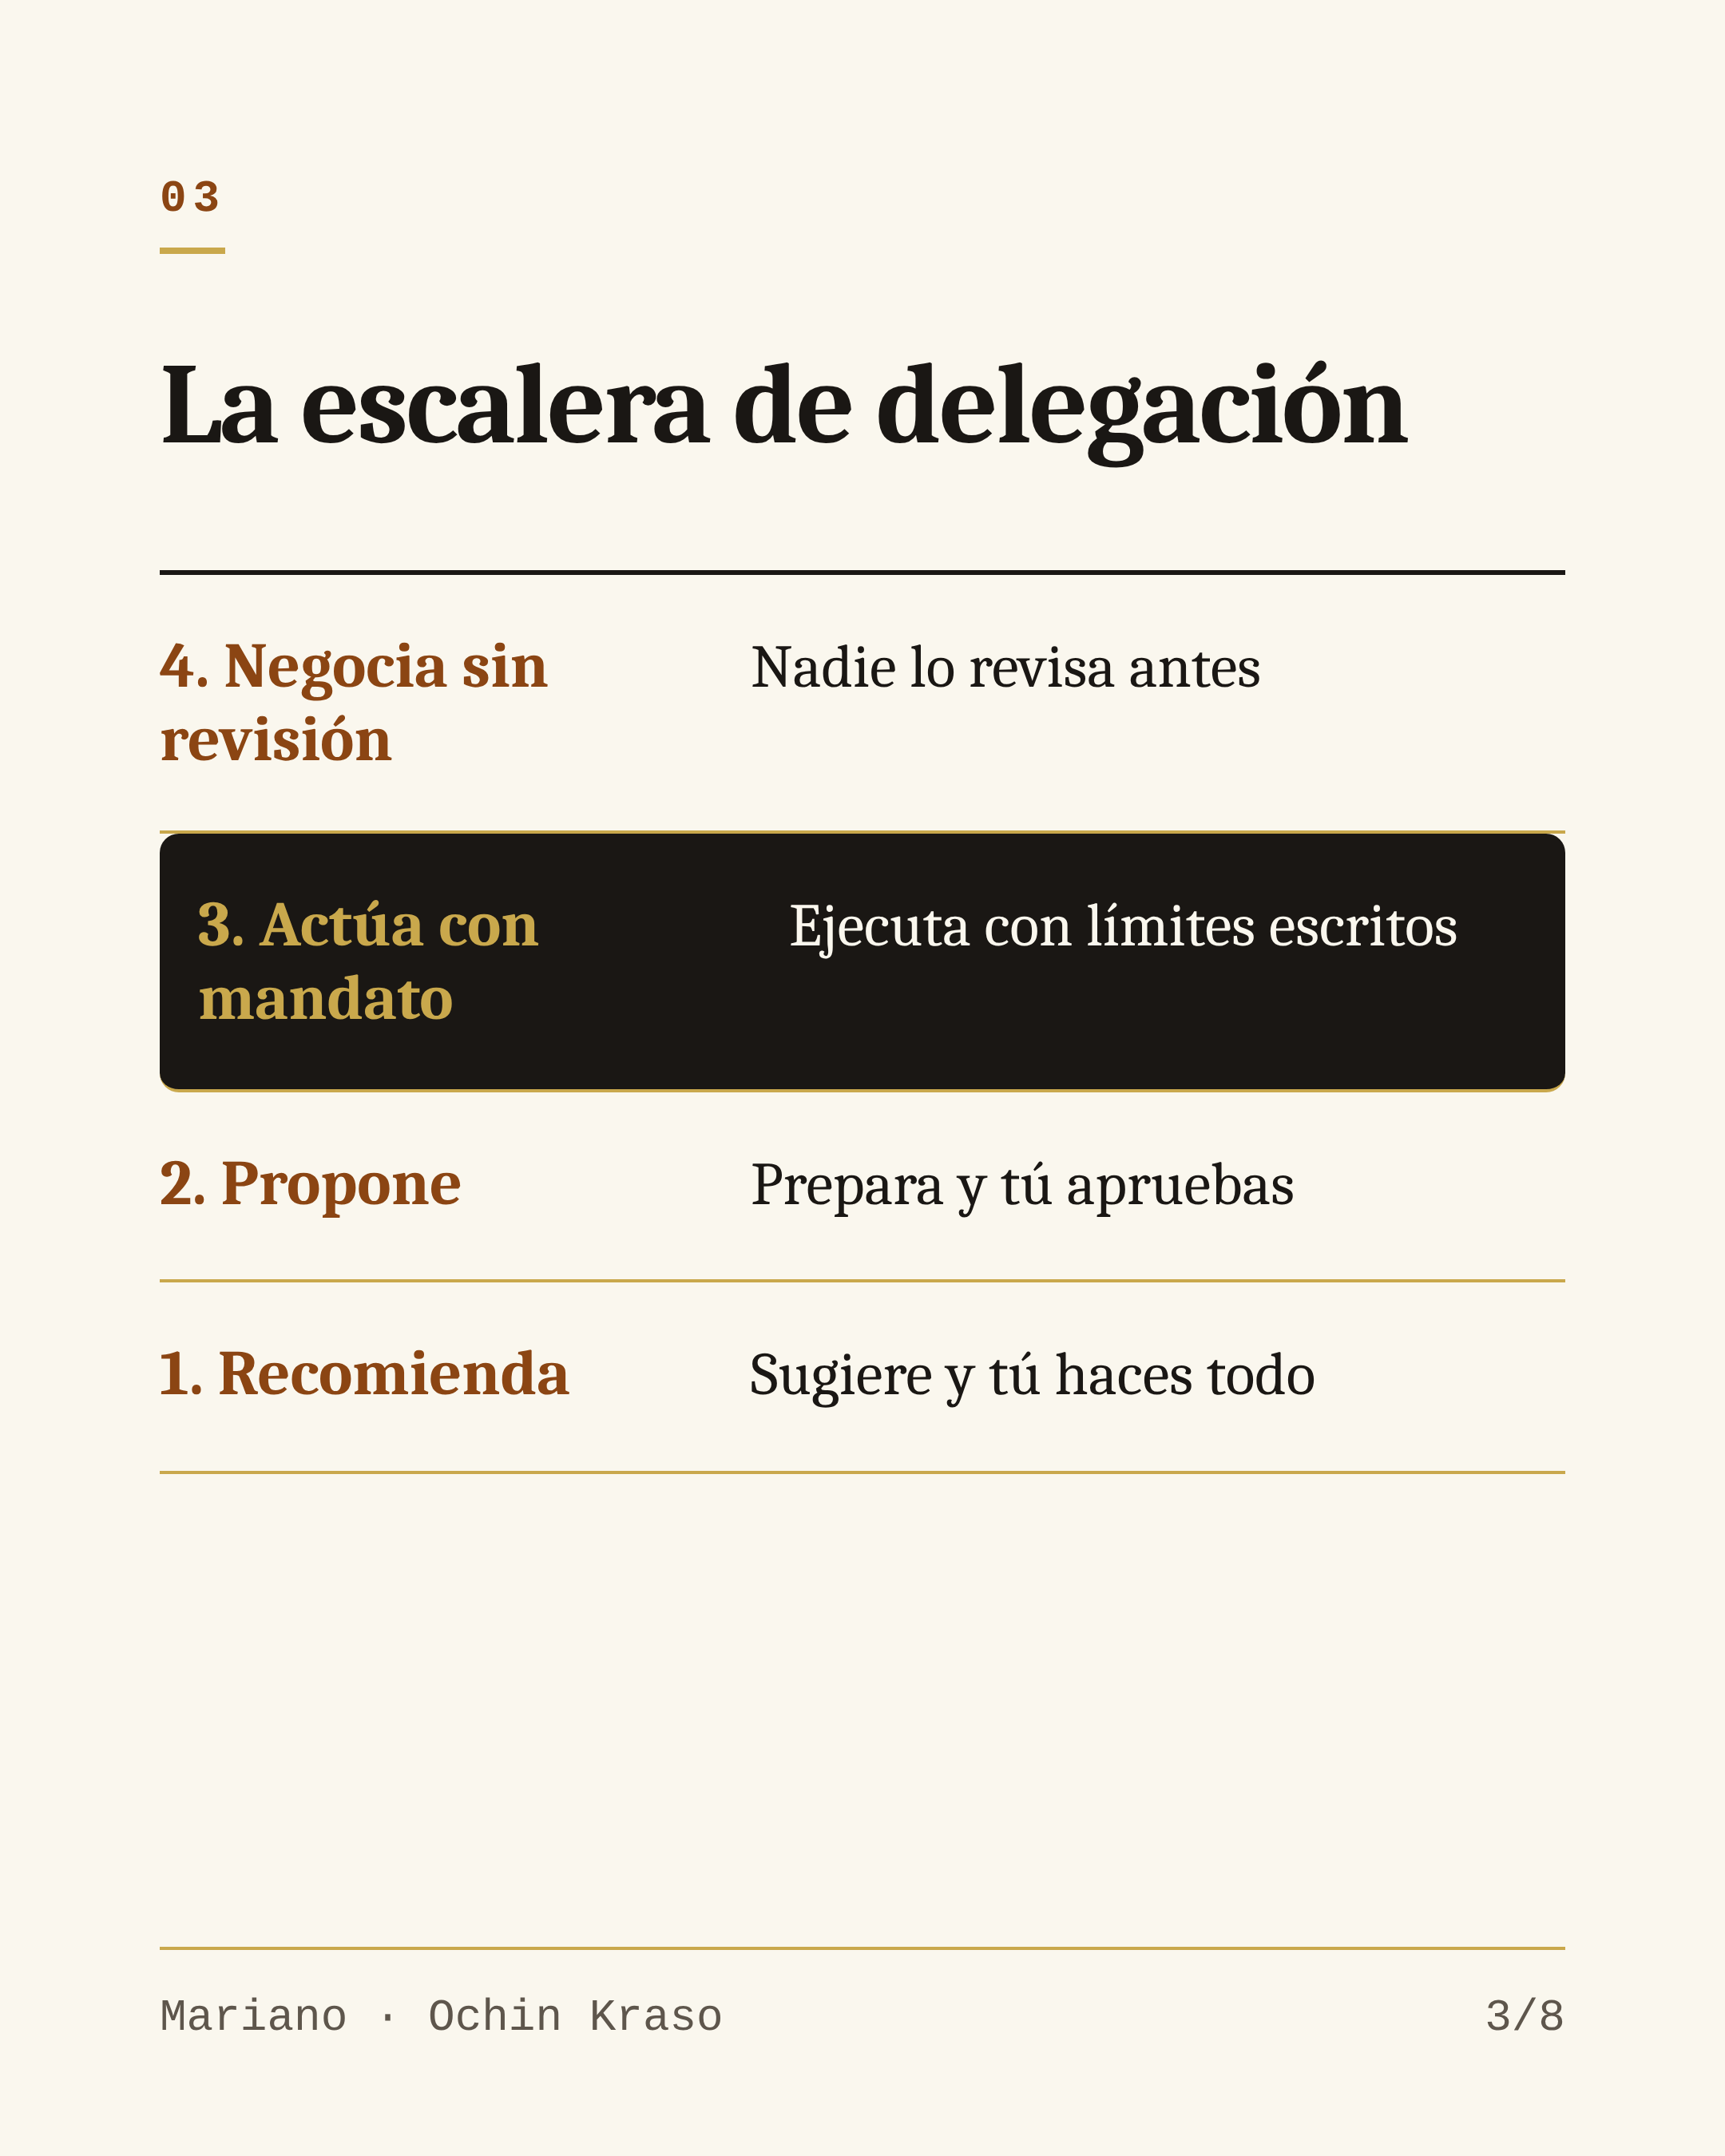 03
La escalera de delegación
4. Negocia sin revisión
Nadie lo revisa antes
3. Actúa con mandato
Ejecuta con límites escritos
2. Propone
Prepara y tú apruebas
1. Recomienda
Sugiere y tú haces todo
Mariano · Ochin Kraso
3/8